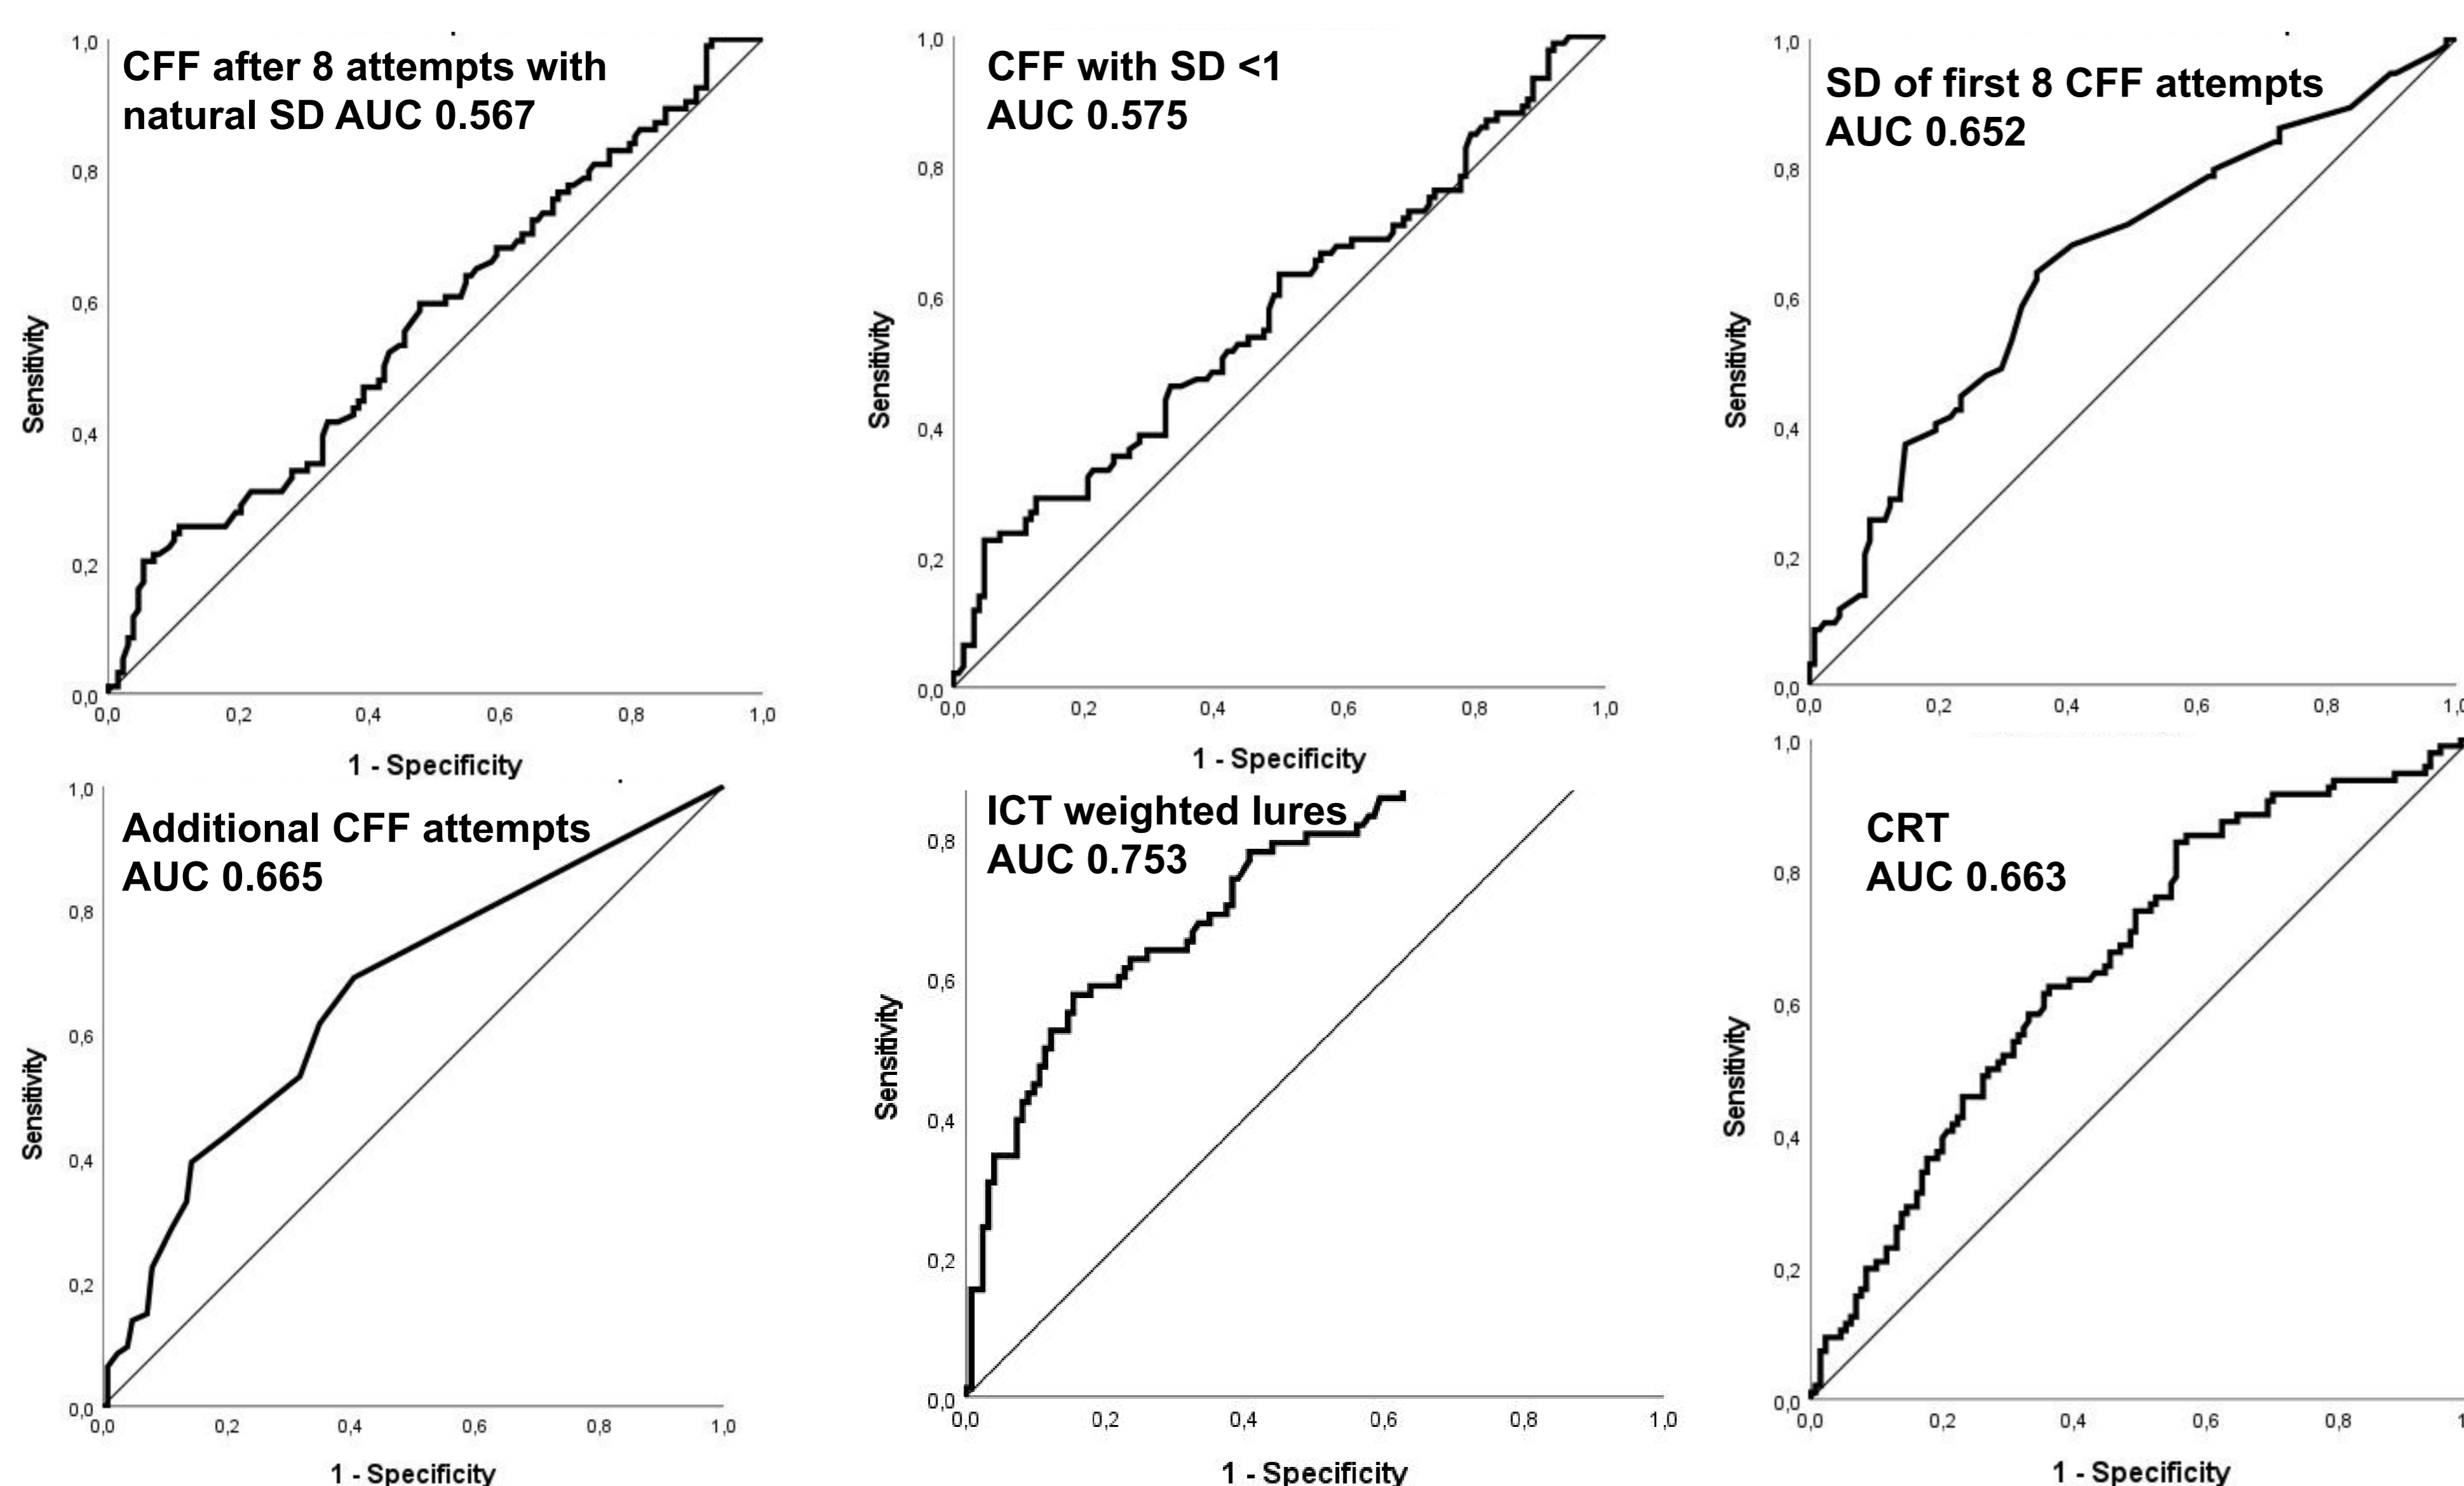 CFF after 8 attempts with
natural SD AUC 0.567
1,0
0,8
0,6
0,4
0,2
0,0
Sensitivity
0,0 0,2 0,4 0,6 0,8 1,0
1 - Specificity
CFF with SD <1
AUC 0.575
1,0
0,8
0,6
0,4
0,2
0,0
Sensitivity
0,0 0,2 0,4 0,6 0,8 1,0
1 - Specificity
SD of first 8 CFF attempts
AUC 0.652
1,0
0,8
0,6
0,4
0,2
0,0
Sensitivity
0,0 0,2 0,4 0,6 0,8
Additional CFF attempts
AUC 0.665
1,0
0,8
0,6
0,4
0,2
0,0
Sensitivity
0,0 0,2 0,4 0,6 0,8 1,0
1 - Specificity
ICT weighted lures
AUC 0.753
0,8
0,6
0,4
0,2
0,0
Sensitivity
0,0 0,2 0,4 0,6 0,8 1,0
1 - Specificity
CRT
AUC 0.663
1,0
0,8
0,6
0,4
0,2
0,0
Sensitivity
0,0 0,2 0,4 0,6 0,8
1 - Specificity